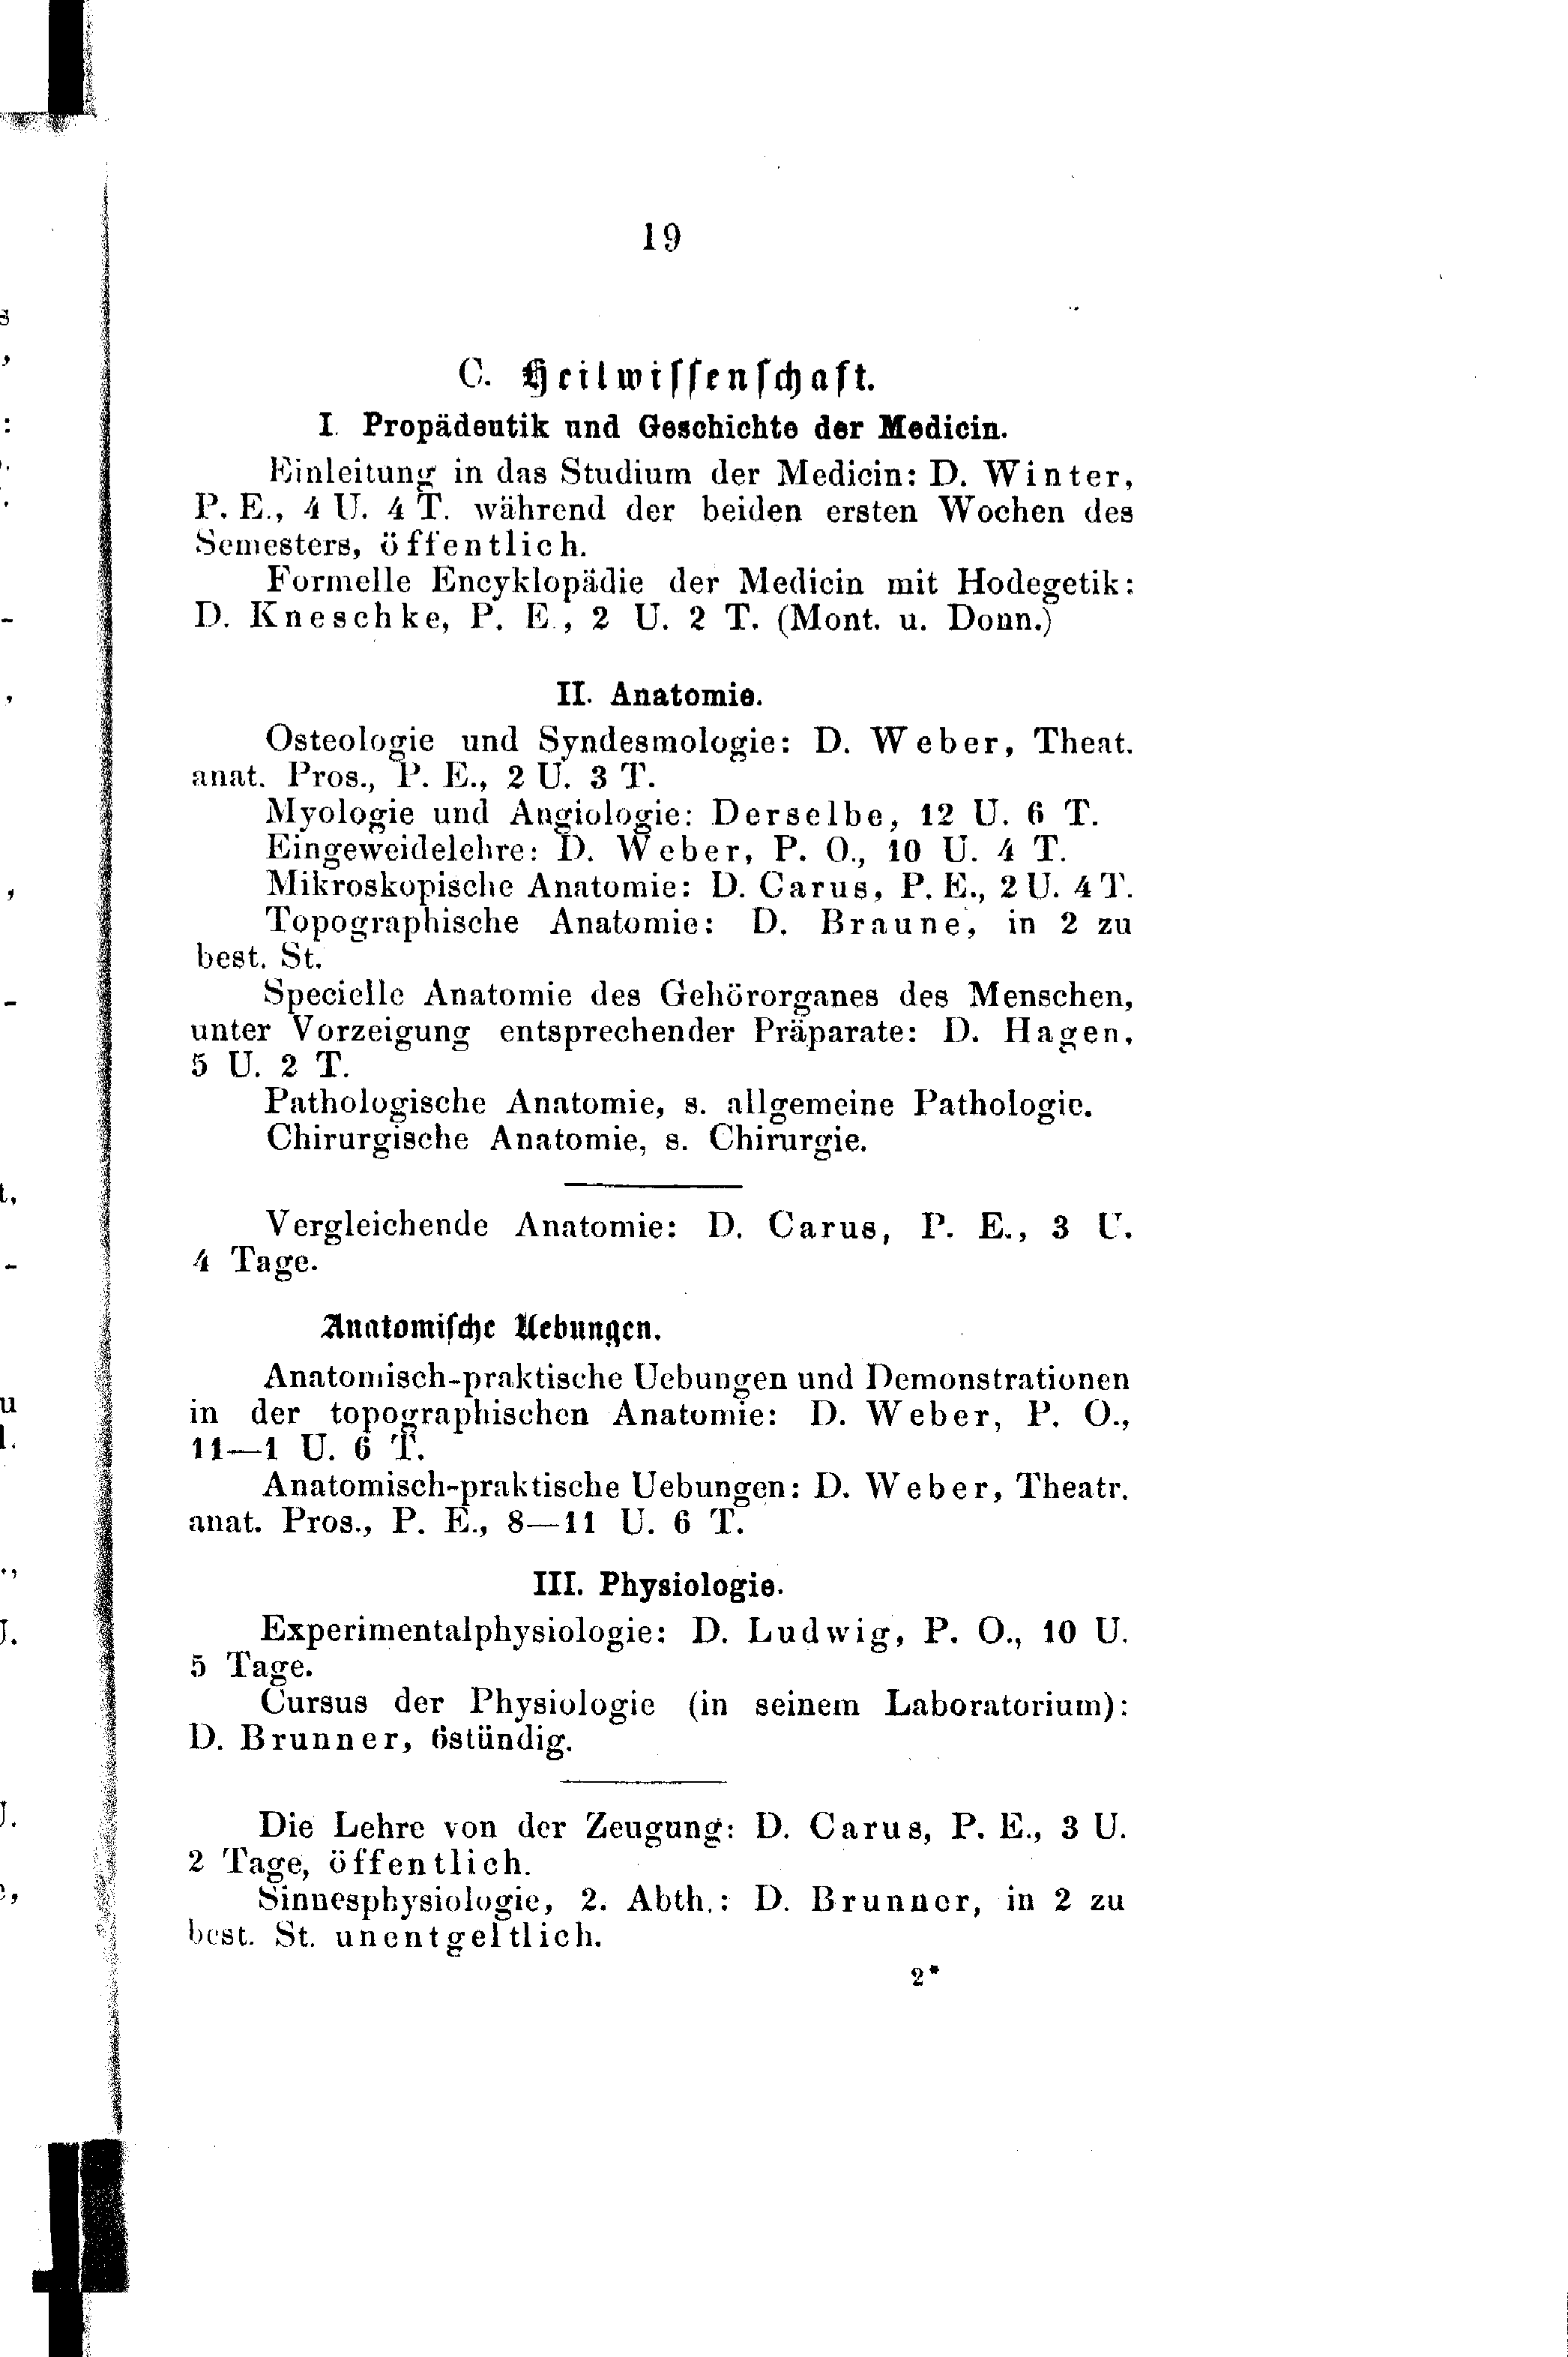 19
C. Heilwissenschaft.
I. Propädeutik und Geschichte der Medicin.
Einleitung in das Studium der Medicin: D. Winter,
P. E., 4 U. 4 T. während der beiden ersten Wochen des
Semesters, öffentlich.
Formelle Encyklopädie der Medicin mit Hodegetik:
D. Kneschke, P. E., 2 U. 2 T. (Mont. u. Donn.)
II. Anatomie.
Osteologie und Syndesmologie: D. Weber, Theat.
anat. Pros., P. E., 2 U. 3 T.
Myologie und Angiologie: Derselbe, 12 U. 6 T.
Eingeweidelehre: D. Weber, P. O., 10 U. 4 T.
Mikroskopische Anatomie: D. Carus, P. E., 2 U. 4 T.
Topographische Anatomie: D. Braune, in 2 zu
best. St.
Specielle Anatomie des Gehörorganes des Menschen,
unter Vorzeigung entsprechender Präparate: D. Hagen,
5 U. 2 T.
Pathologische Anatomie, s. allgemeine Pathologie.
Chirurgische Anatomie, s. Chirurgie.
Vergleichende Anatomie: D. Carus, P. E., 3 U.
4 Tage.
Anatomische Uebungen.
Anatomisch-praktische Uebungen und Demonstrationen
in der topographischen Anatomie: D. Weber, P. O.,
11—1 U. 6 T.
Anatomisch-praktische Uebungen: D. Weber, Theatr.
anat. Pros., P. E., 8—11 U. 6 T.
III. Physiologie.
Experimentalphysiologie: D. Ludwig, P. O., 10 U.
5 Tage.
Cursus der Physiologie (in seinem Laboratorium):
D. Brunner, 6stündig.
Die Lehre von der Zeugung: D. Carus, P. E., 3 U.
2 Tage, öffentlich.
Sinnesphysiologie, 2. Abth.: D. Brunner, in 2 zu
best. St. unentgeltlich.
2*